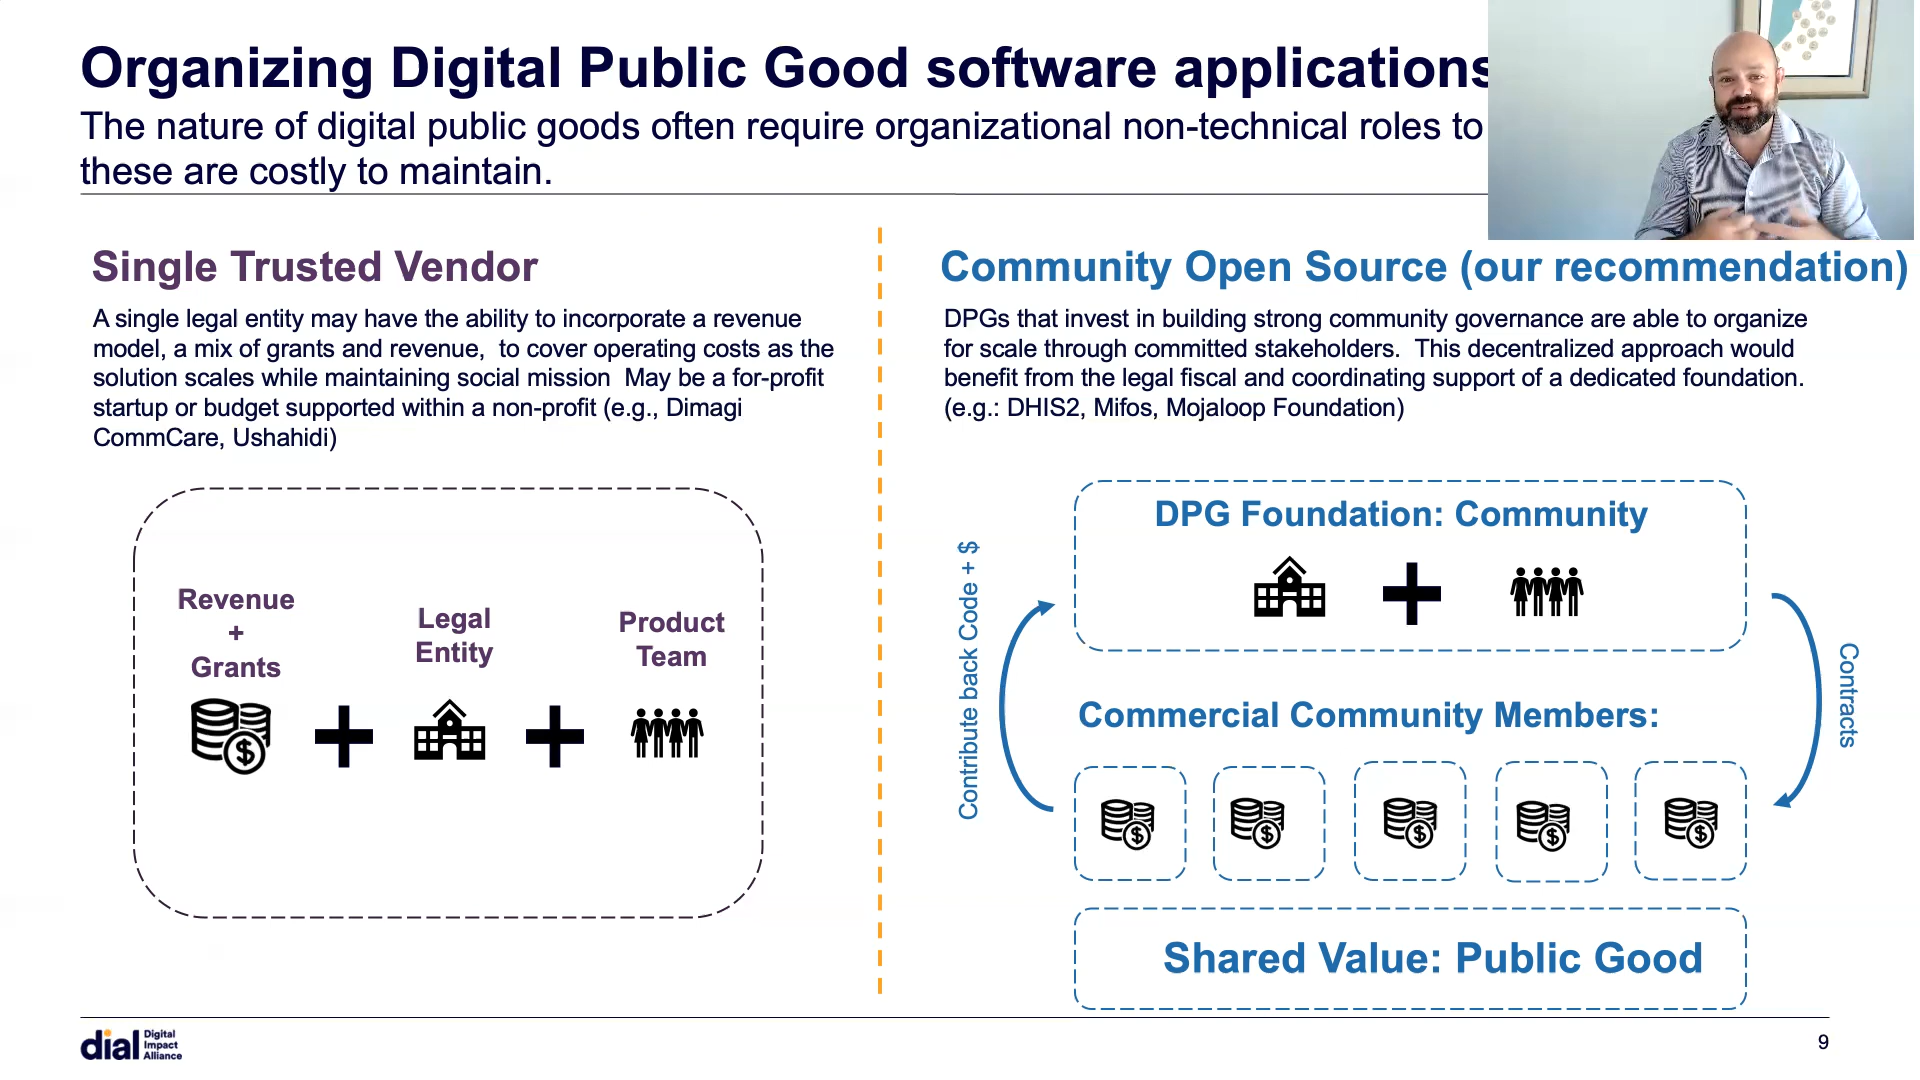 Organizing Digital Public Good software applications
The nature of digital public goods often require organizational non-technical roles to
these are costly to maintain.
Single Trusted Vendor
A single legal entity may have the ability to incorporate a revenue
model, a mix of grants and revenue,  to cover operating costs as the
solution scales while maintaining social mission  May be a for-profit
startup or budget supported within a non-profit (e.g., Dimagi
CommCare, Ushahidi)
Revenue
+
Grants
Legal
Entity
Product
Team
Community Open Source (our recommendation)
DPGs that invest in building strong community governance are able to organize
for scale through committed stakeholders.  This decentralized approach would
benefit from the legal fiscal and coordinating support of a dedicated foundation.
(e.g.: DHIS2, Mifos, Mojaloop Foundation)
DPG Foundation: Community
Contribute back Code + $
Contracts
Commercial Community Members:
Shared Value: Public Good
dial
Digital
Impact
Alliance
9